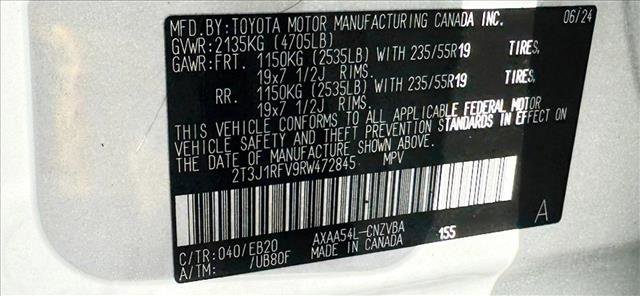 MFD. BY: TOYOTA MOTOR MANUFACTURING CANADA INC. 06/24
GVWR: 2135KG (4705LB)
GAWR: FRT. 1150KG (2535LB) WITH 235/55R19 TIRES,
19x7 1/2J RIMS.
RR. 1150KG (2535LB) WITH 235/55R19 TIRES,
19x7 1/2J RIMS.
THIS VEHICLE CONFORMS TO ALL APPLICABLE FEDERAL MOTOR
VEHICLE SAFETY AND THEFT PREVENTION STANDARDS IN EFFECT ON
THE DATE OF MANUFACTURE SHOWN ABOVE.
2T3J1RFV9RW472845 MPV
A
C/TR: 040/EB20 AXAA54L-CNZVBA 155
A/TM: /UB80F MADE IN CANADA